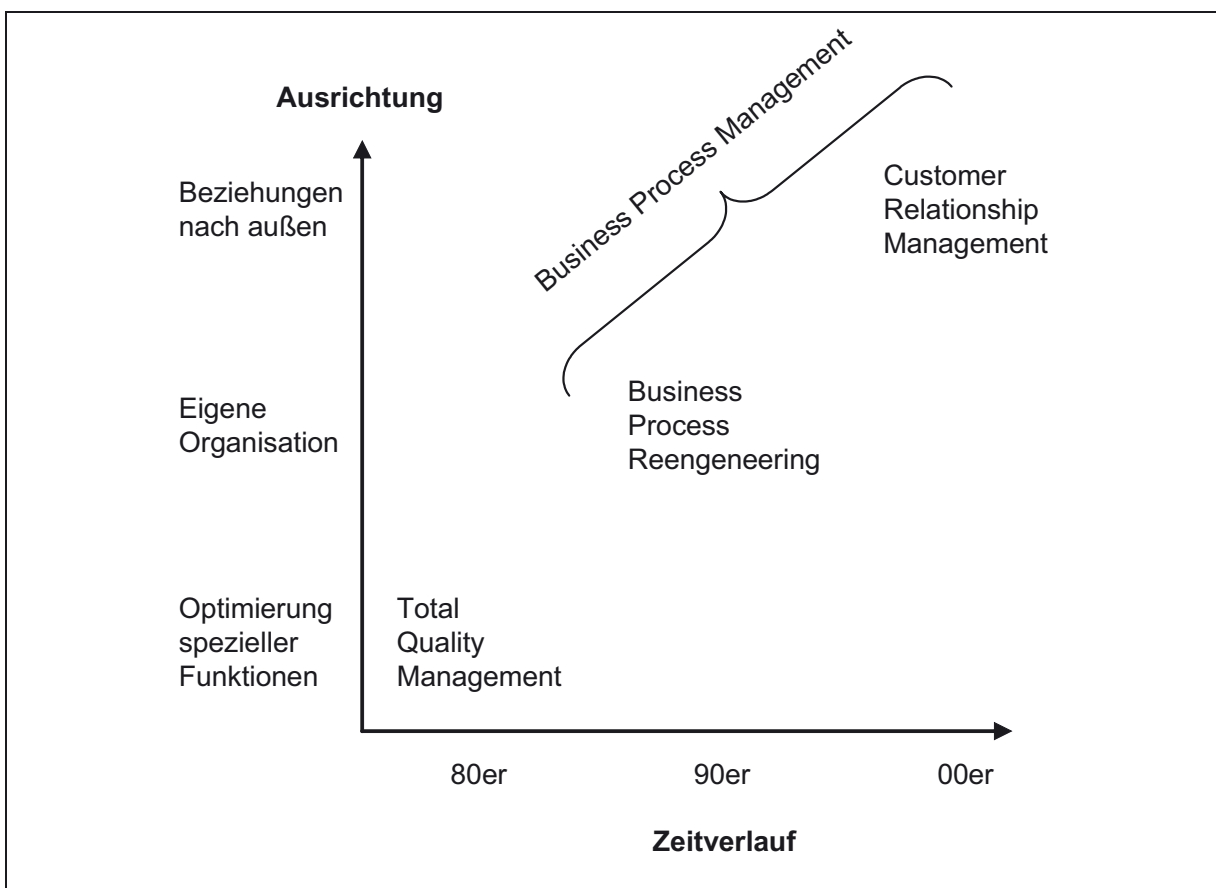 Ausrichtung
Business Process Management
Beziehungen
nach außen
Customer
Relationship
Management
Eigene
Organisation
Business
Process
Reengeneering
Optimierung
spezieller
Funktionen
Total
Quality
Management
80er
90er
00er
Zeitverlauf